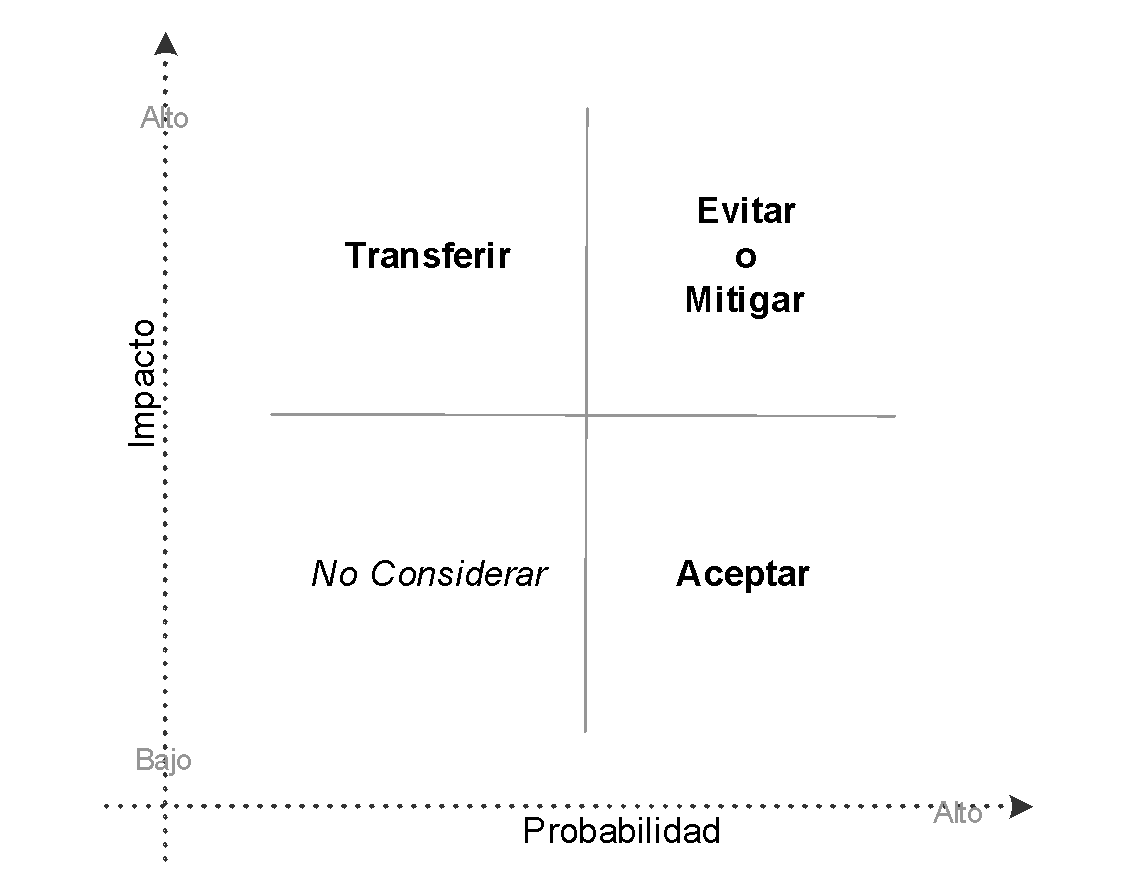 Alto
Transferir
Evitar
o
Mitigar
Impacto
No Considerar
Aceptar
Bajo
Alto
Probabilidad